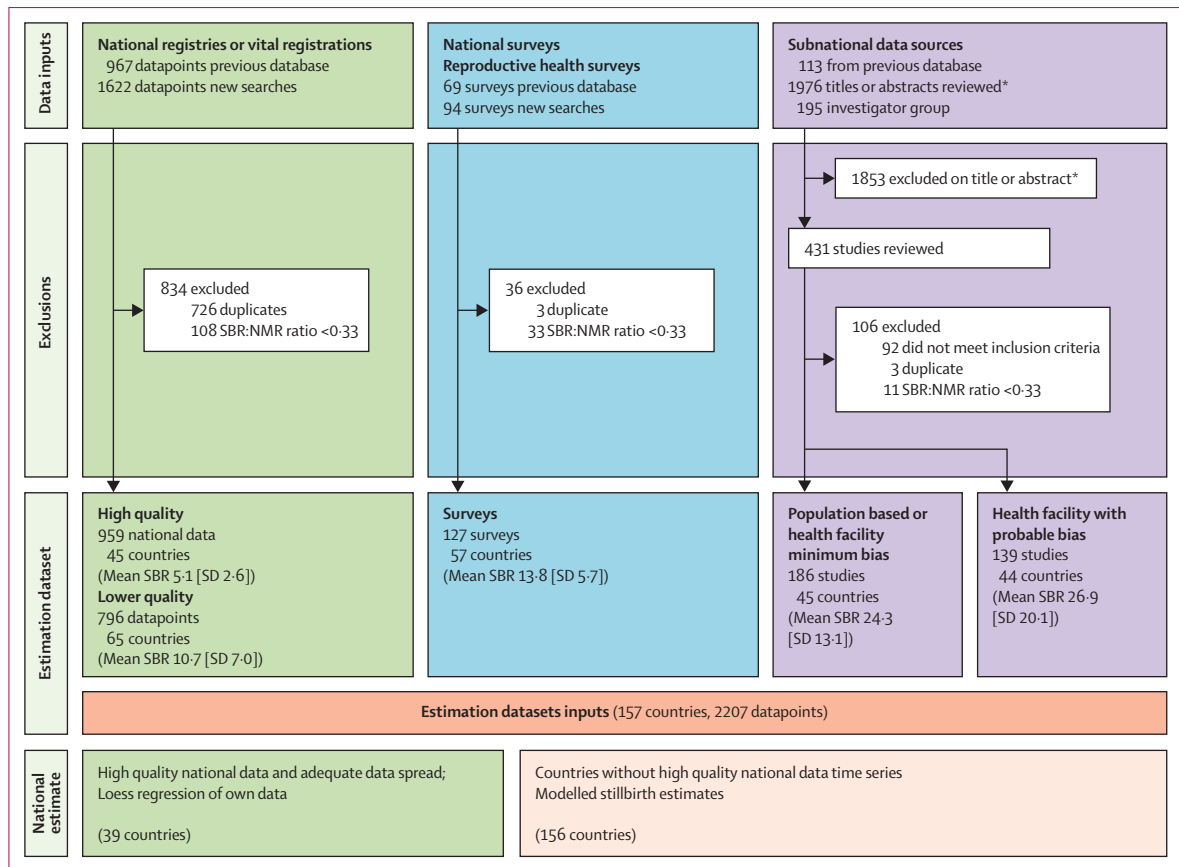 Data inputs
National registries or vital registrations
967 datapoints previous database
1622 datapoints new searches
National surveys
Reproductive health surveys
69 surveys previous database
94 surveys new searches
Subnational data sources
113 from previous database
1976 titles or abstracts reviewed*
195 investigator group
Exdusions
834 excluded
726 duplicates
108 SBR:NMR ratio <0·33
36 excluded
3 duplicate
33 SBR:NMR ratio <0·33
1853 excluded on title or abstract*
431 studies reviewed
106 excluded
92 did not meet inclusion criteria
3 duplicate
11 SBR:NMR ratio <0·33
Estimation dataset
High quality
959 national data
45 countries
(Mean SBR 5·1 [SD 2·6])
Lower quality
796 datapoints
65 countries
(Mean SBR 10·7 [SD 7·0])
Surveys
127 surveys
57 countries
(Mean SBR 13·8 [SD 5·7])
Population based or
health facility
minimum bias
186 studies
45 countries
(Mean SBR 24·3
[SD 13·1])
Health facility with
probable bias
139 studies
44 countries
(Mean SBR 26·9
[SD 20·1])
Estimation datasets inputs (157 countries, 2207 datapoints)
National
estimate
High quality national data and adequate data spread;
Loess regression of own data
(39 countries)
Countries without high quality national data time series
Modelled stillbirth estimates
(156 countries)